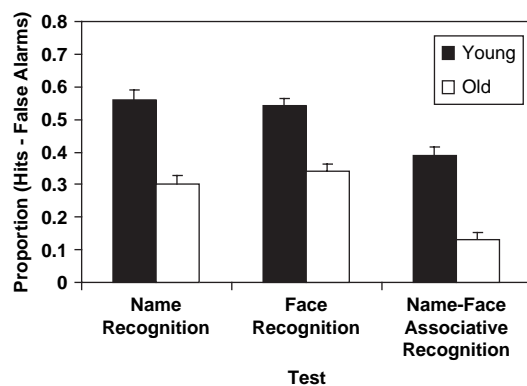 Proportion (Hits - False Alarms)
0.8
0.7
0.6
0.5
0.4
0.3
0.2
0.1
0
Young
Old
Name
Recognition
Face
Recognition
Name-Face
Associative
Recognition
Test